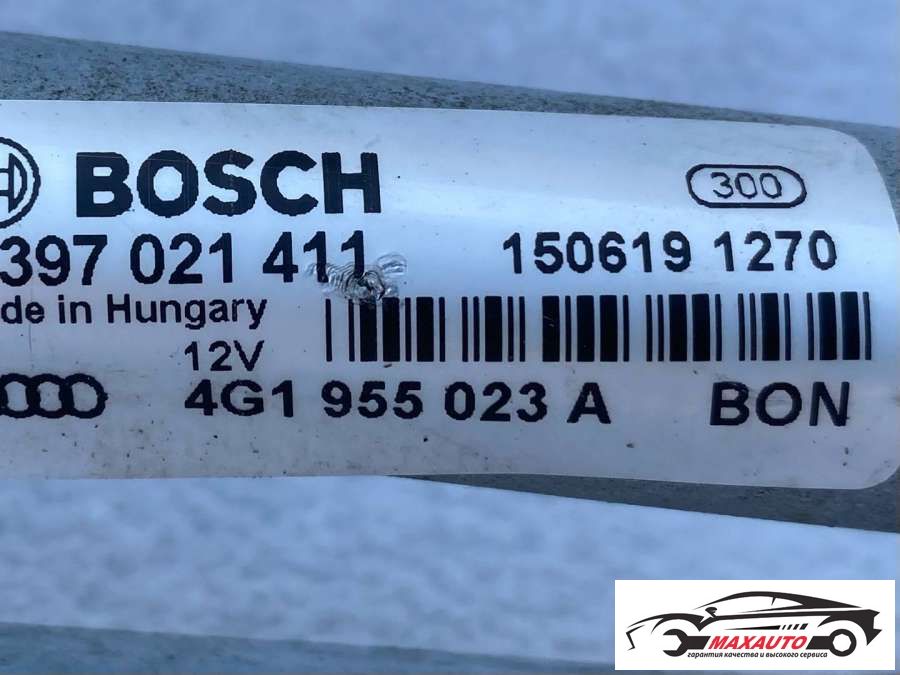 BOSCH
300
397 021 411
150619 1270
de in Hungary
12V
4G1 955 023 A
BON
MAXAUTO
гарантия качества и высокого сервиса